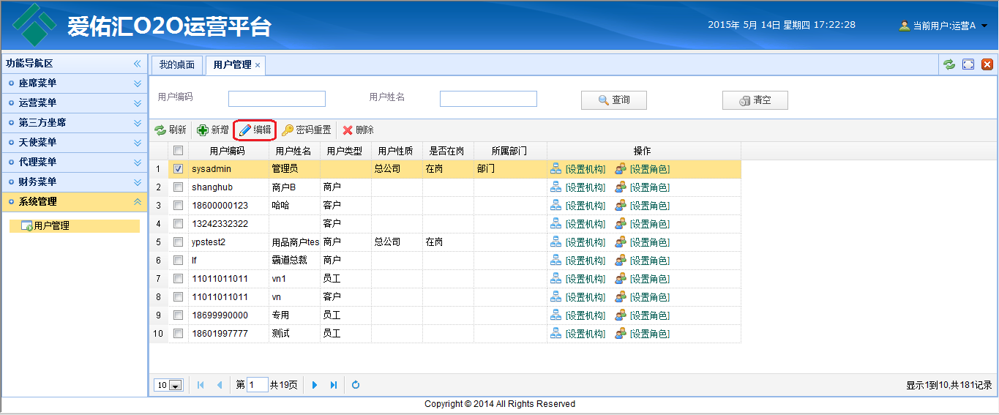 爱佑汇O2O运营平台
2015年 5月 14日 星期四 17:22:28
当前用户:运营A
功能导航区
座席菜单
运营菜单
第三方坐席
天使菜单
代理菜单
财务菜单
系统管理
用户管理
我的桌面 用户管理 ×
用户编码 用户姓名 查询 清空
刷新 新增 编辑 密码重置 删除
用户编码 用户姓名 用户类型 用户性质 是否在岗 所属部门 操作
1 sysadmin 管理员 总公司 在岗 部门 [设置机构] [设置角色]
2 shanghub 商户B 商户 [设置机构] [设置角色]
3 18600000123 哈哈 客户 [设置机构] [设置角色]
4 13242332322 客户 [设置机构] [设置角色]
5 ypstest2 用品商户tes 商户 总公司 在岗 [设置机构] [设置角色]
6 lf 霸道总裁 商户 [设置机构] [设置角色]
7 11011011011 vn1 员工 [设置机构] [设置角色]
8 11011011011 vn 客户 [设置机构] [设置角色]
9 18699990000 专用 员工 [设置机构] [设置角色]
10 18601997777 测试 员工 [设置机构] [设置角色]
10 第 1 共19页 显示1到10,共181记录
Copyright © 2014 All Rights Reserved